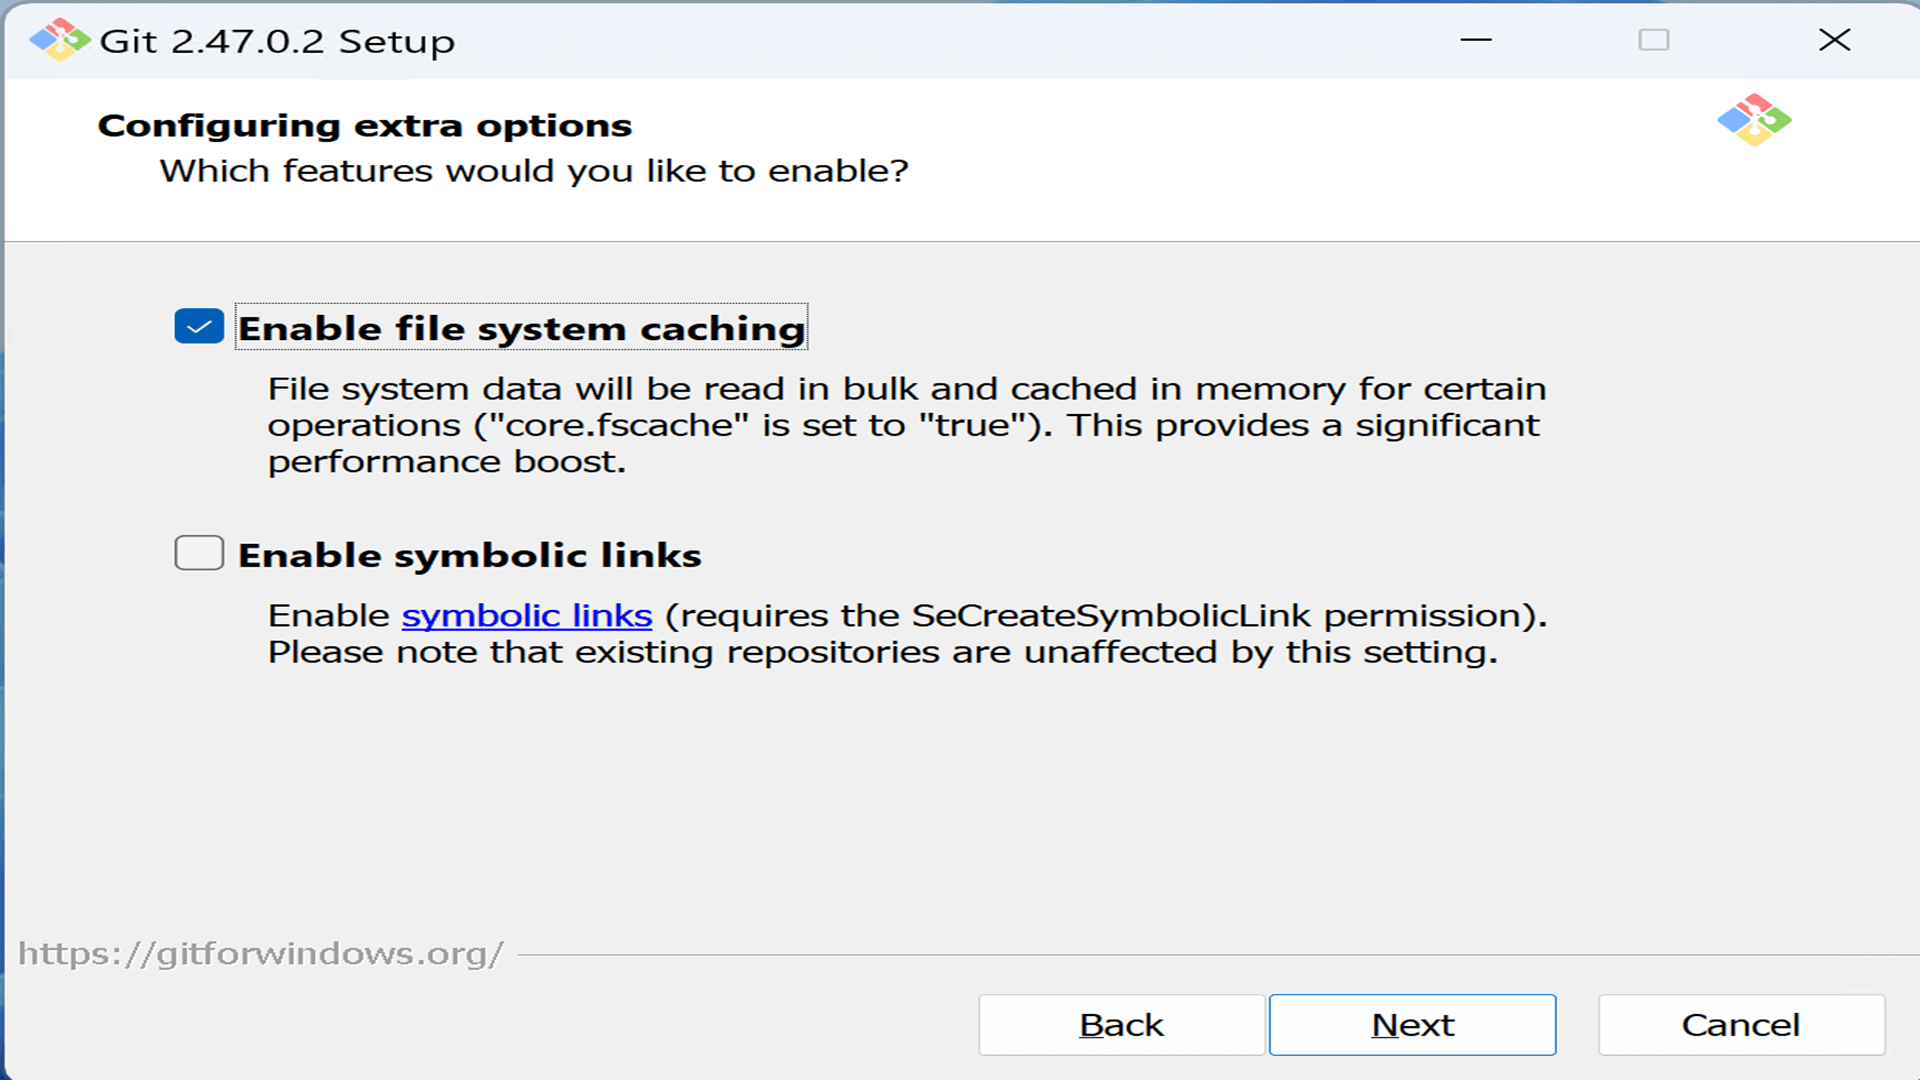 Git 2.47.0.2 Setup
Configuring extra options
Which features would you like to enable?
Enable file system caching
File system data will be read in bulk and cached in memory for certain
operations ("core.fscache" is set to "true"). This provides a significant
performance boost.
Enable symbolic links
Enable symbolic links (requires the SeCreateSymbolicLink permission).
Please note that existing repositories are unaffected by this setting.
https://gitforwindows.org/
Back Next Cancel